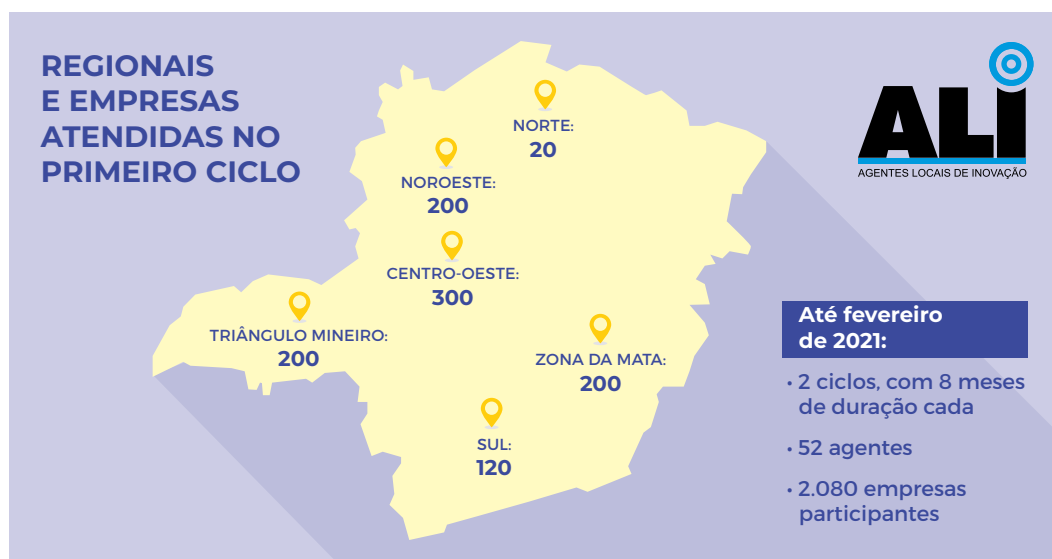 REGIONAIS
E EMPRESAS
ATENDIDAS NO
PRIMEIRO CICLO
ALI
AGENTES LOCAIS DE INOVAÇÃO
NORTE:
20
NOROESTE:
200
CENTRO-OESTE:
300
TRIÂNGULO MINEIRO:
200
ZONA DA MATA:
200
SUL:
120
Até fevereiro
de 2021:
• 2 ciclos, com 8 meses
de duração cada
• 52 agentes
• 2.080 empresas
participantes